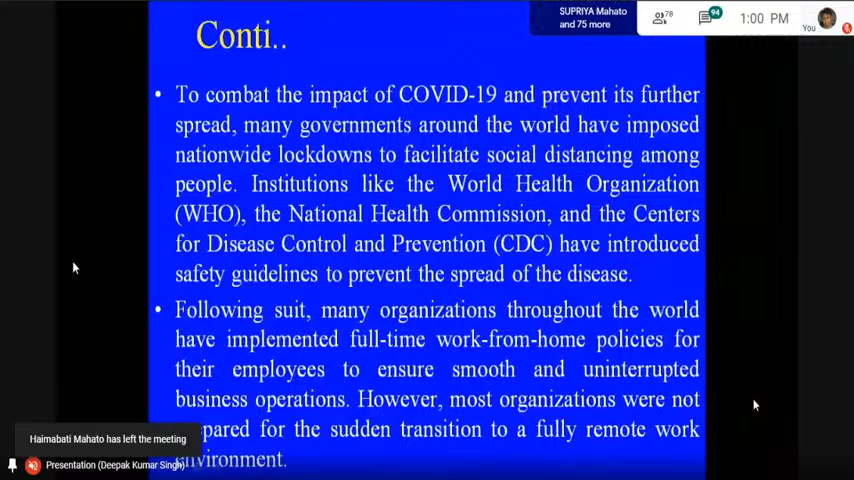 SUPRIYA Mahato
and 75 more
78
94
1:00 PM
You
Conti..
• To combat the impact of COVID-19 and prevent its further
spread, many governments around the world have imposed
nationwide lockdowns to facilitate social distancing among
people. Institutions like the World Health Organization
(WHO), the National Health Commission, and the Centers
for Disease Control and Prevention (CDC) have introduced
safety guidelines to prevent the spread of the disease.
• Following suit, many organizations throughout the world
have implemented full-time work-from-home policies for
their employees to ensure smooth and uninterrupted
business operations. However, most organizations were not
epared for the sudden transition to a fully remote work
environment.
Haimabati Mahato has left the meeting
Presentation (Deepak Kumar Singh)